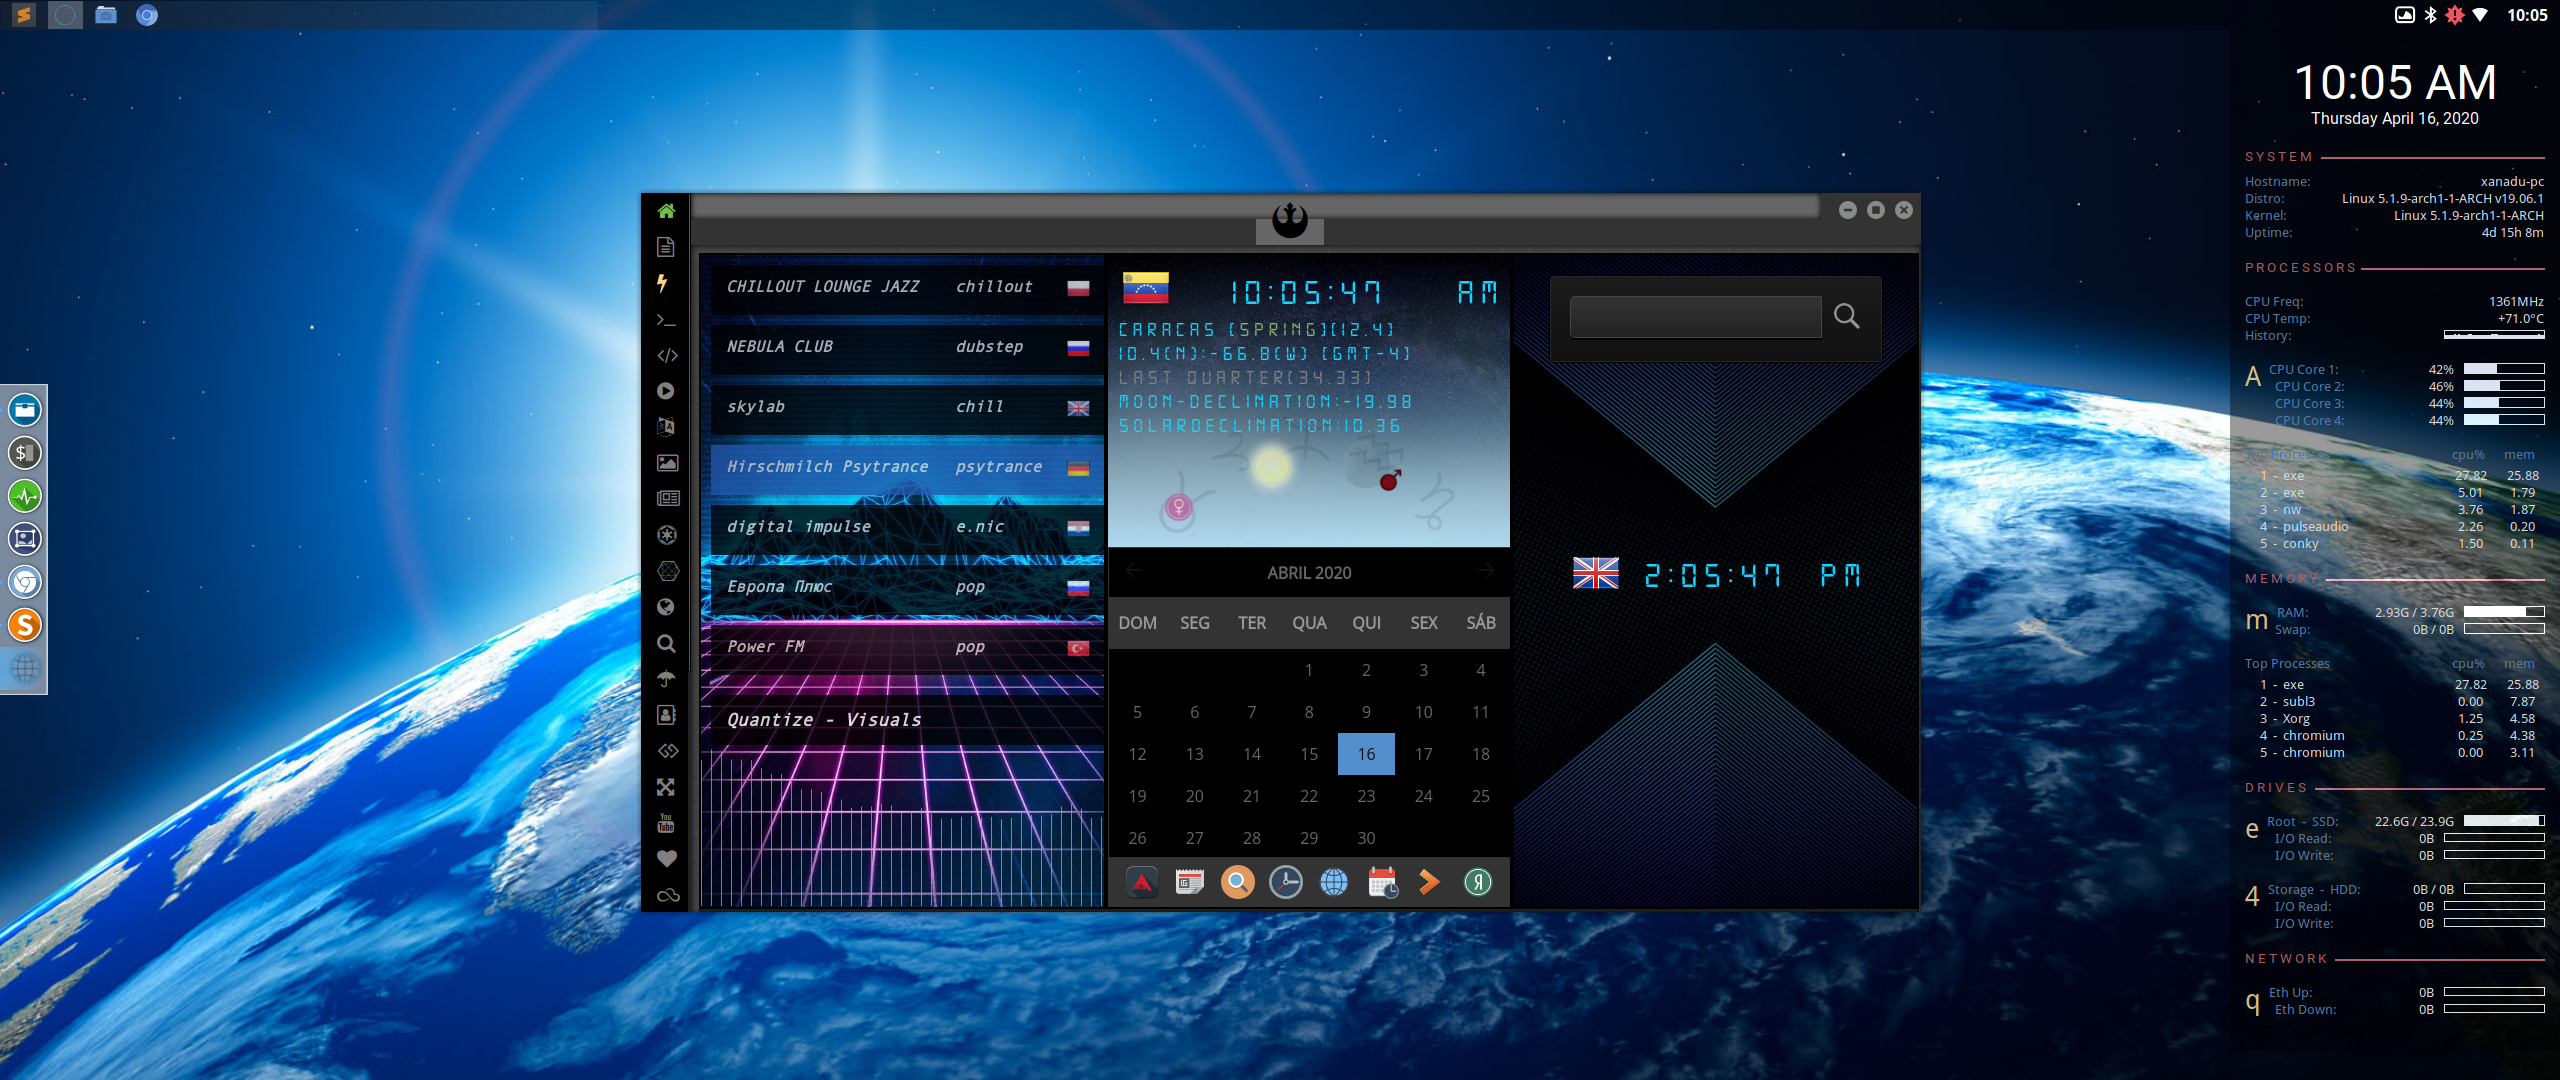 10:05
10:05 AM
Thursday April 16, 2020
SYSTEM
Hostname: xanadu-pc
Distro: Linux 5.1.9-arch1-1-ARCH v19.06.1
Kernel: Linux 5.1.9-arch1-1-ARCH
Uptime: 4d 15h 8m
PROCESSORS
CPU Freq: 1361MHz
CPU Temp: +71.0°C
History:
A CPU Core 1: 42%
CPU Core 2: 46%
CPU Core 3: 44%
CPU Core 4: 44%
Top Processes cpu% mem
1 - exe 27.82 25.88
2 - exe 5.01 1.79
3 - nw 3.76 1.87
4 - pulseaudio 2.26 0.20
5 - conky 1.50 0.11
MEMORY
m RAM: 2.93G / 3.76G
Swap: 0B / 0B
Top Processes cpu% mem
1 - exe 27.82 25.88
2 - subl3 0.00 7.87
3 - Xorg 1.25 4.58
4 - chromium 0.25 4.38
5 - chromium 0.00 3.11
DRIVES
e Root - SSD: 22.6G / 23.9G
I/O Read: 0B
I/O Write: 0B
4 Storage - HDD: 0B / 0B
I/O Read: 0B
I/O Write: 0B
NETWORK
q Eth Up: 0B
Eth Down: 0B
CHILLOUT LOUNGE JAZZ chillout
NEBULA CLUB dubstep
skylab chill
Hirschmilch Psytrance psytrance
digital impulse e.nic
Европа Плюс pop
Power FM pop
Quantize - Visuals
You
Tube
10:05:47 AM
CARACAS [SPRING][12.4]
10.4(N):-66.8(W) [GMT-4]
LAST QUARTER(34.33)
MOON-DECLINATION:-19.98
SOLARDECLINATION:10.36
ABRIL 2020
DOM SEG TER QUA QUI SEX SÁB
1 2 3 4
5 6 7 8 9 10 11
12 13 14 15 16 17 18
19 20 21 22 23 24 25
26 27 28 29 30
Я
2:05:47 PM